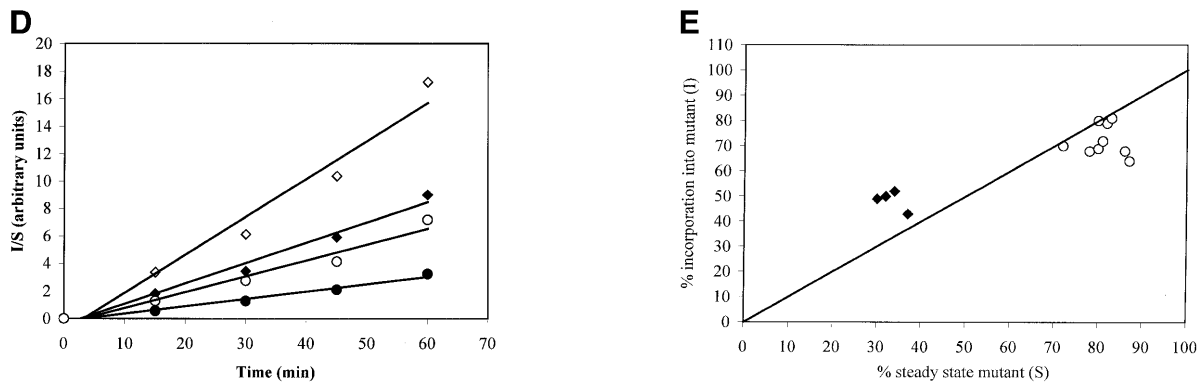 D
20
18
16
14
12
10
8
6
4
2
0
I/S (arbitrary units)
0 10 20 30 40 50 60 70
Time (min)
E
110
100
90
80
70
60
50
40
30
20
10
0
% incorporation into mutant (I)
0 10 20 30 40 50 60 70 80 90 100
% steady state mutant (S)